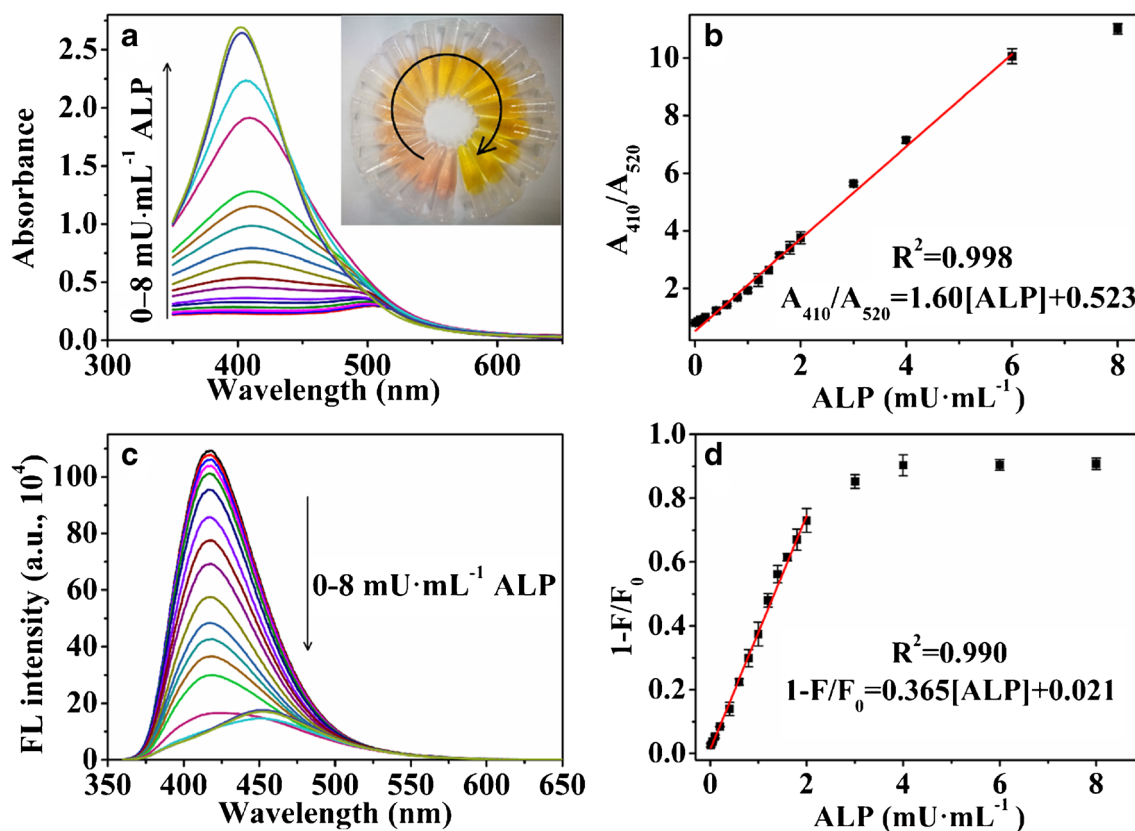 a
Absorbance
2.5
2.0
1.5
1.0
0.5
0.0
0–8 mU·mL⁻¹ ALP
300 400 500 600
Wavelength (nm)
b
A₄₁₀/A₅₂₀
10
8
6
4
2
R²=0.998
A₄₁₀/A₅₂₀=1.60[ALP]+0.523
0 2 4 6 8
ALP (mU·mL⁻¹)
c
FL intensity (a.u., 10⁴)
100
80
60
40
20
0
0-8 mU·mL⁻¹ ALP
350 400 450 500 550 600 650
Wavelength (nm)
d
1-F/F₀
1.0
0.8
0.6
0.4
0.2
0.0
R²=0.990
1-F/F₀=0.365[ALP]+0.021
0 2 4 6 8
ALP (mU·mL⁻¹)